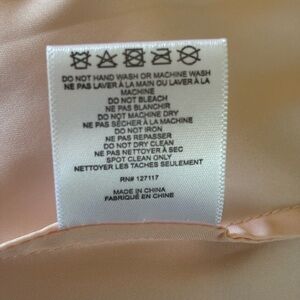 DO NOT HAND WASH OR MACHINE WASH
NE PAS LAVER À LA MAIN OU À LA
MACHINE
DO NOT BLEACH
NE PAS BLANCHIR
DO NOT MACHINE DRY
NE PAS SÉCHER À LA MACHINE
DO NOT IRON
NE PAS REPASSER
DO NOT DRY CLEAN
NE PAS NETTOYER À SEC
SPOT CLEAN ONLY
NETTOYER LES TACHES SEULEMENT
RN# 127117
MADE IN CHINA
FABRIQUÉ EN CHINE